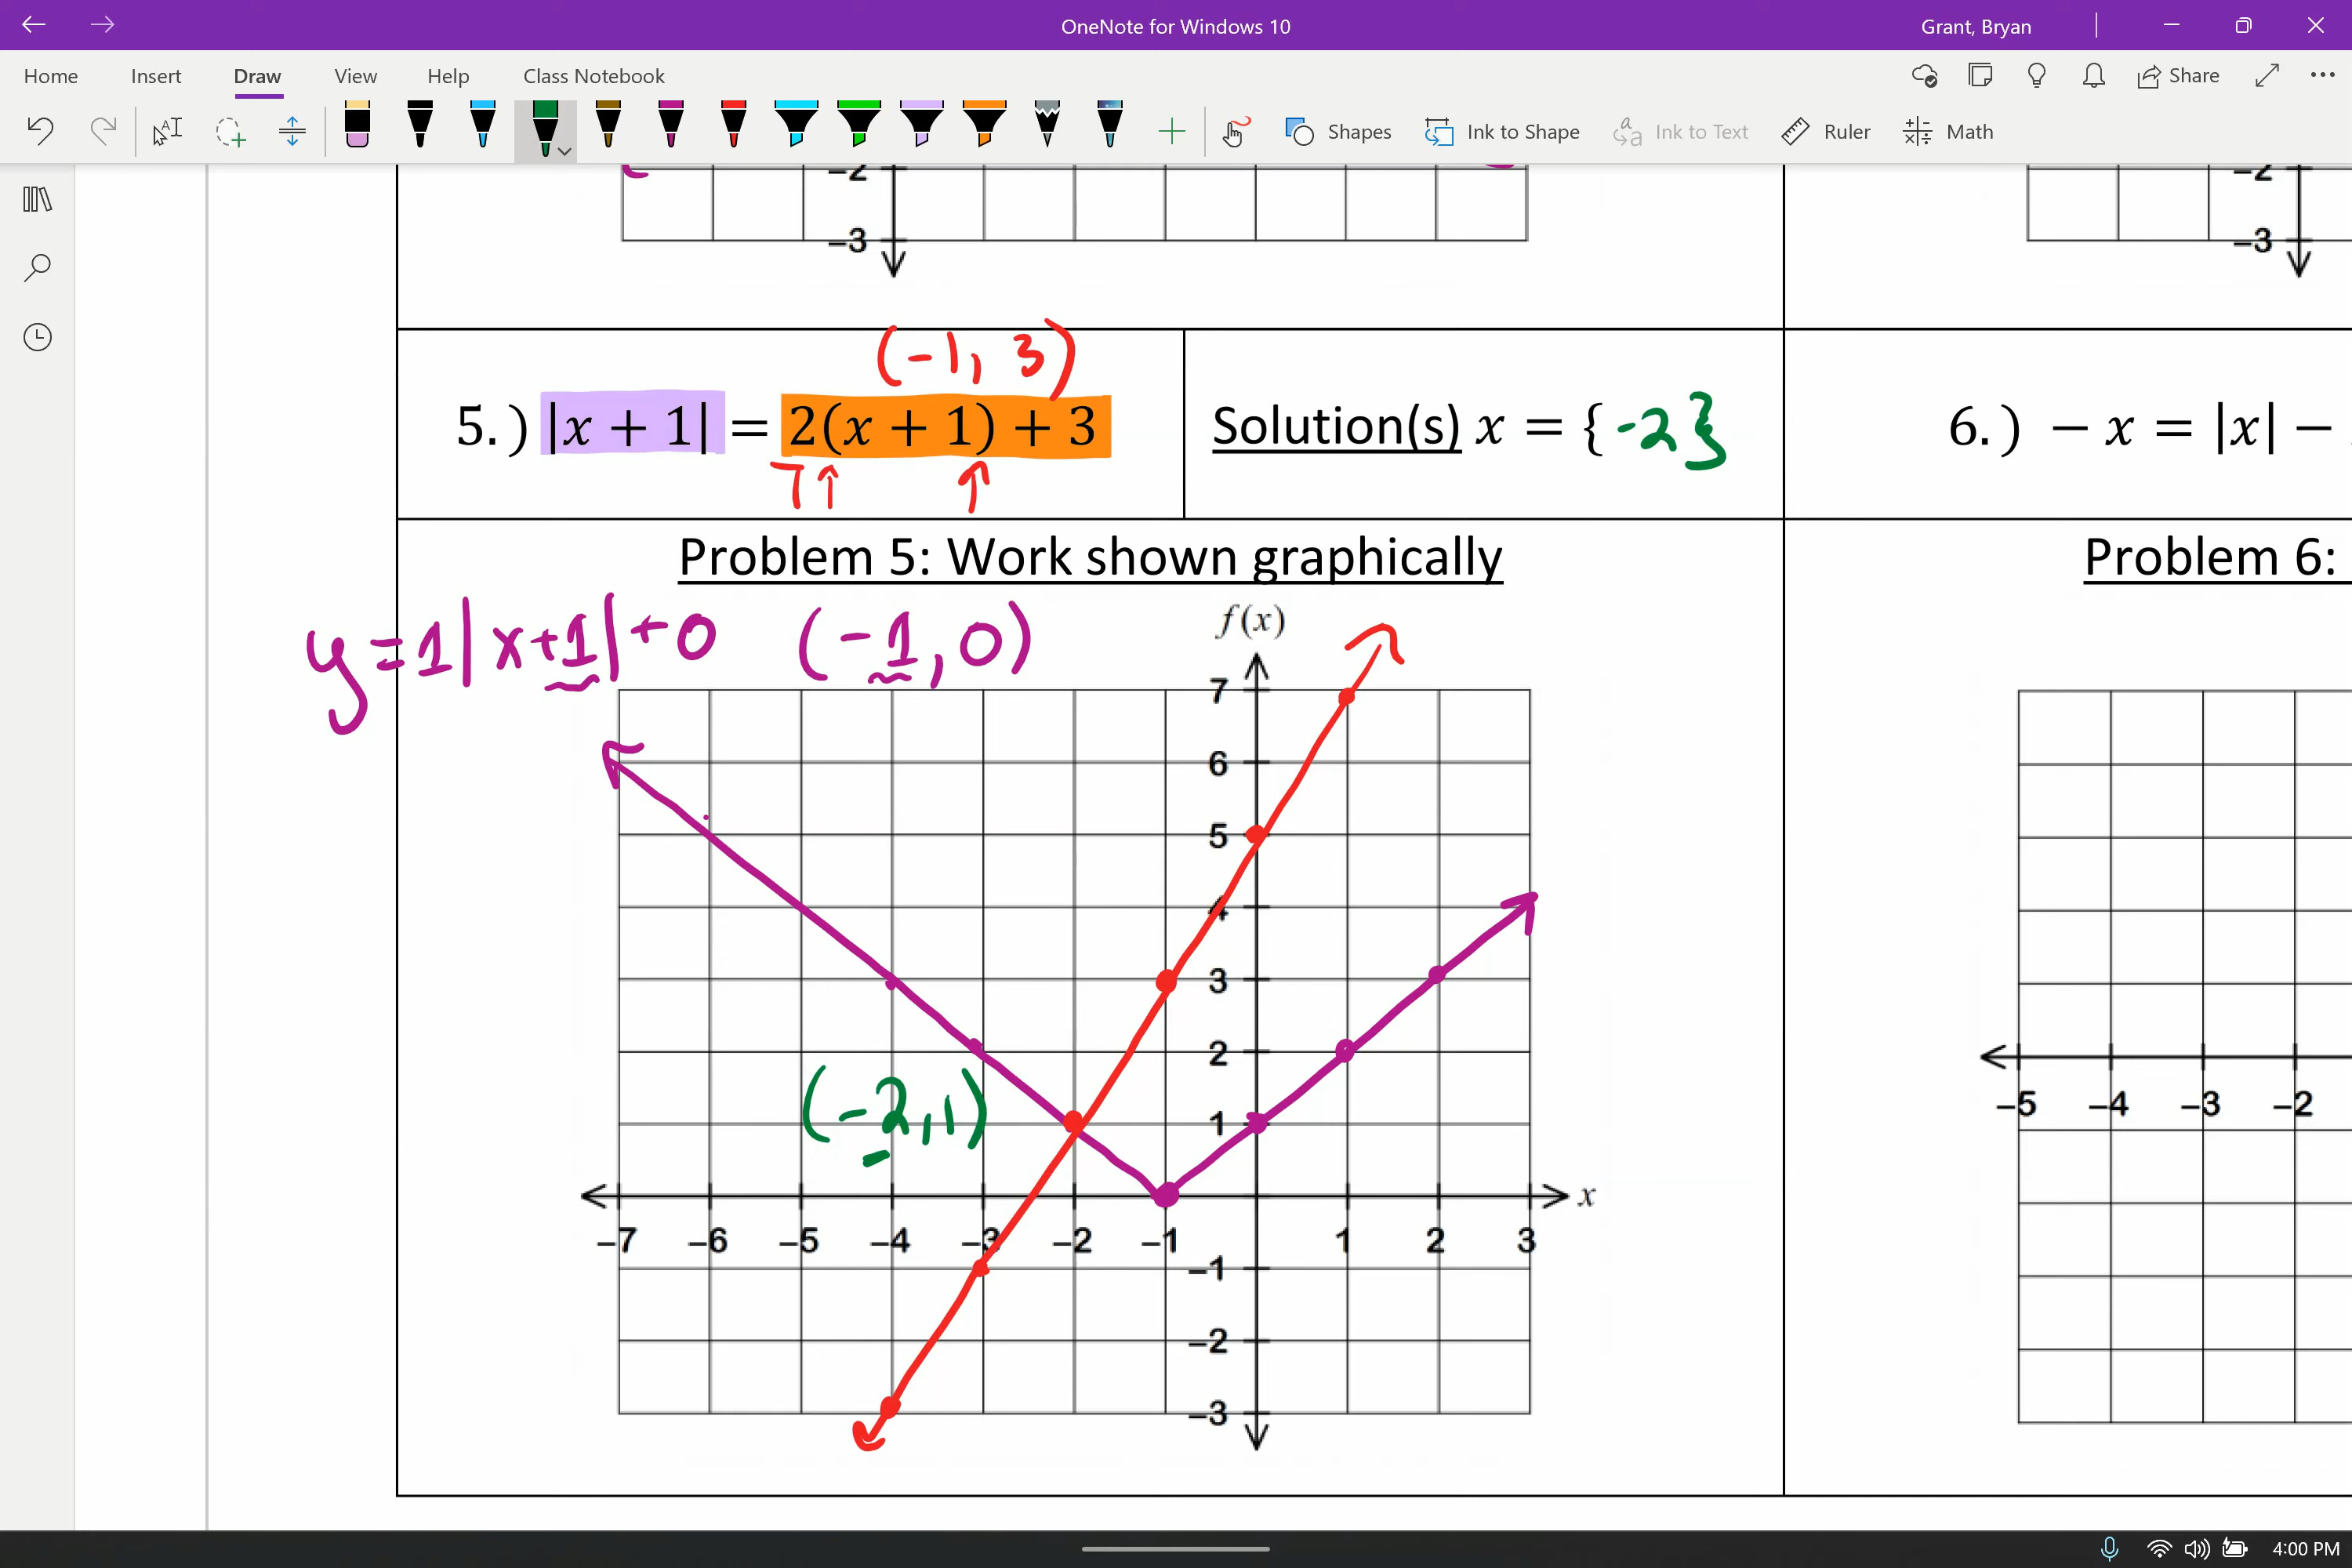 OneNote for Windows 10
Grant, Bryan
Home Insert Draw View Help Class Notebook
Share
Shapes Ink to Shape Ink to Text Ruler Math
-2
-3
-2
-3
(-1, 3)
5.) |x + 1| = 2(x + 1) + 3
Solution(s) x = { -2}
6.) − x = |x| −
Problem 5: Work shown graphically
Problem 6:
y = 1|x+1|+0 (-1, 0)
f(x)
7
6
5
4
3
2
(-2, 1)
1
x
-7 -6 -5 -4 -3 -2 -1 1 2 3
-1
-2
-3
-5 -4 -3 -2
4:00 PM